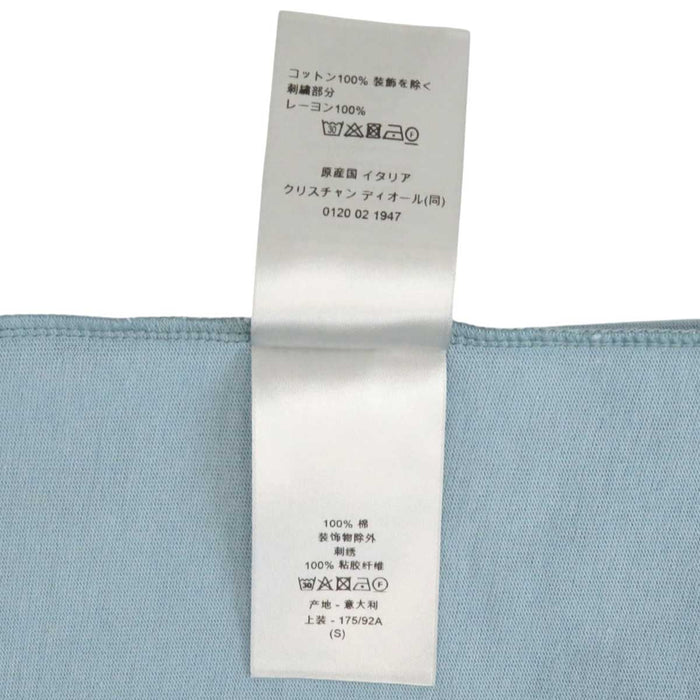 コットン100% 装飾を除く
刺繍部分
レーヨン100%
30 F
原産国 イタリア
クリスチャン ディオール(同)
0120 02 1947
100% 棉
装饰物除外
刺绣
100% 粘胶纤维
30 F
产地 - 意大利
上装 - 175/92A
(S)